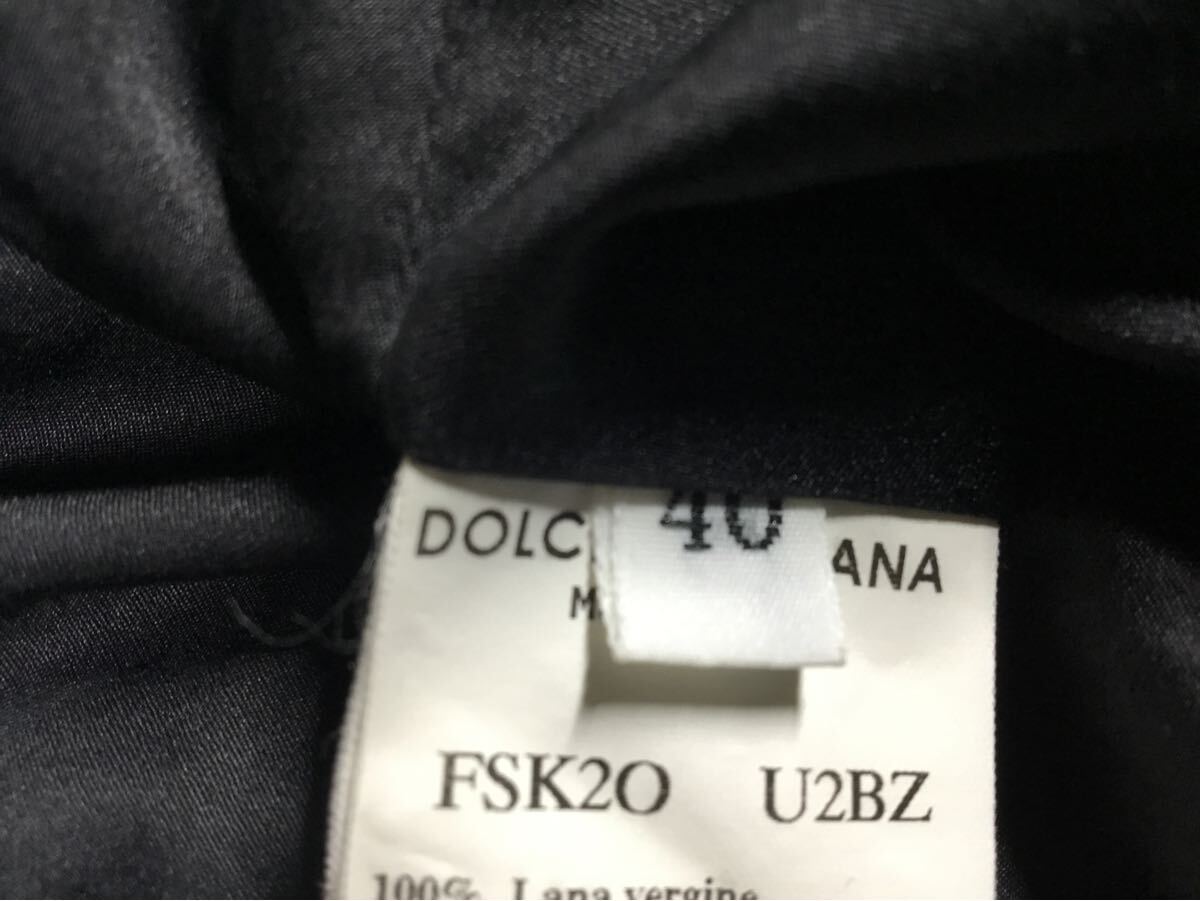 40
DOLC ANA
M
FSK2O U2BZ
100% Lana vergine